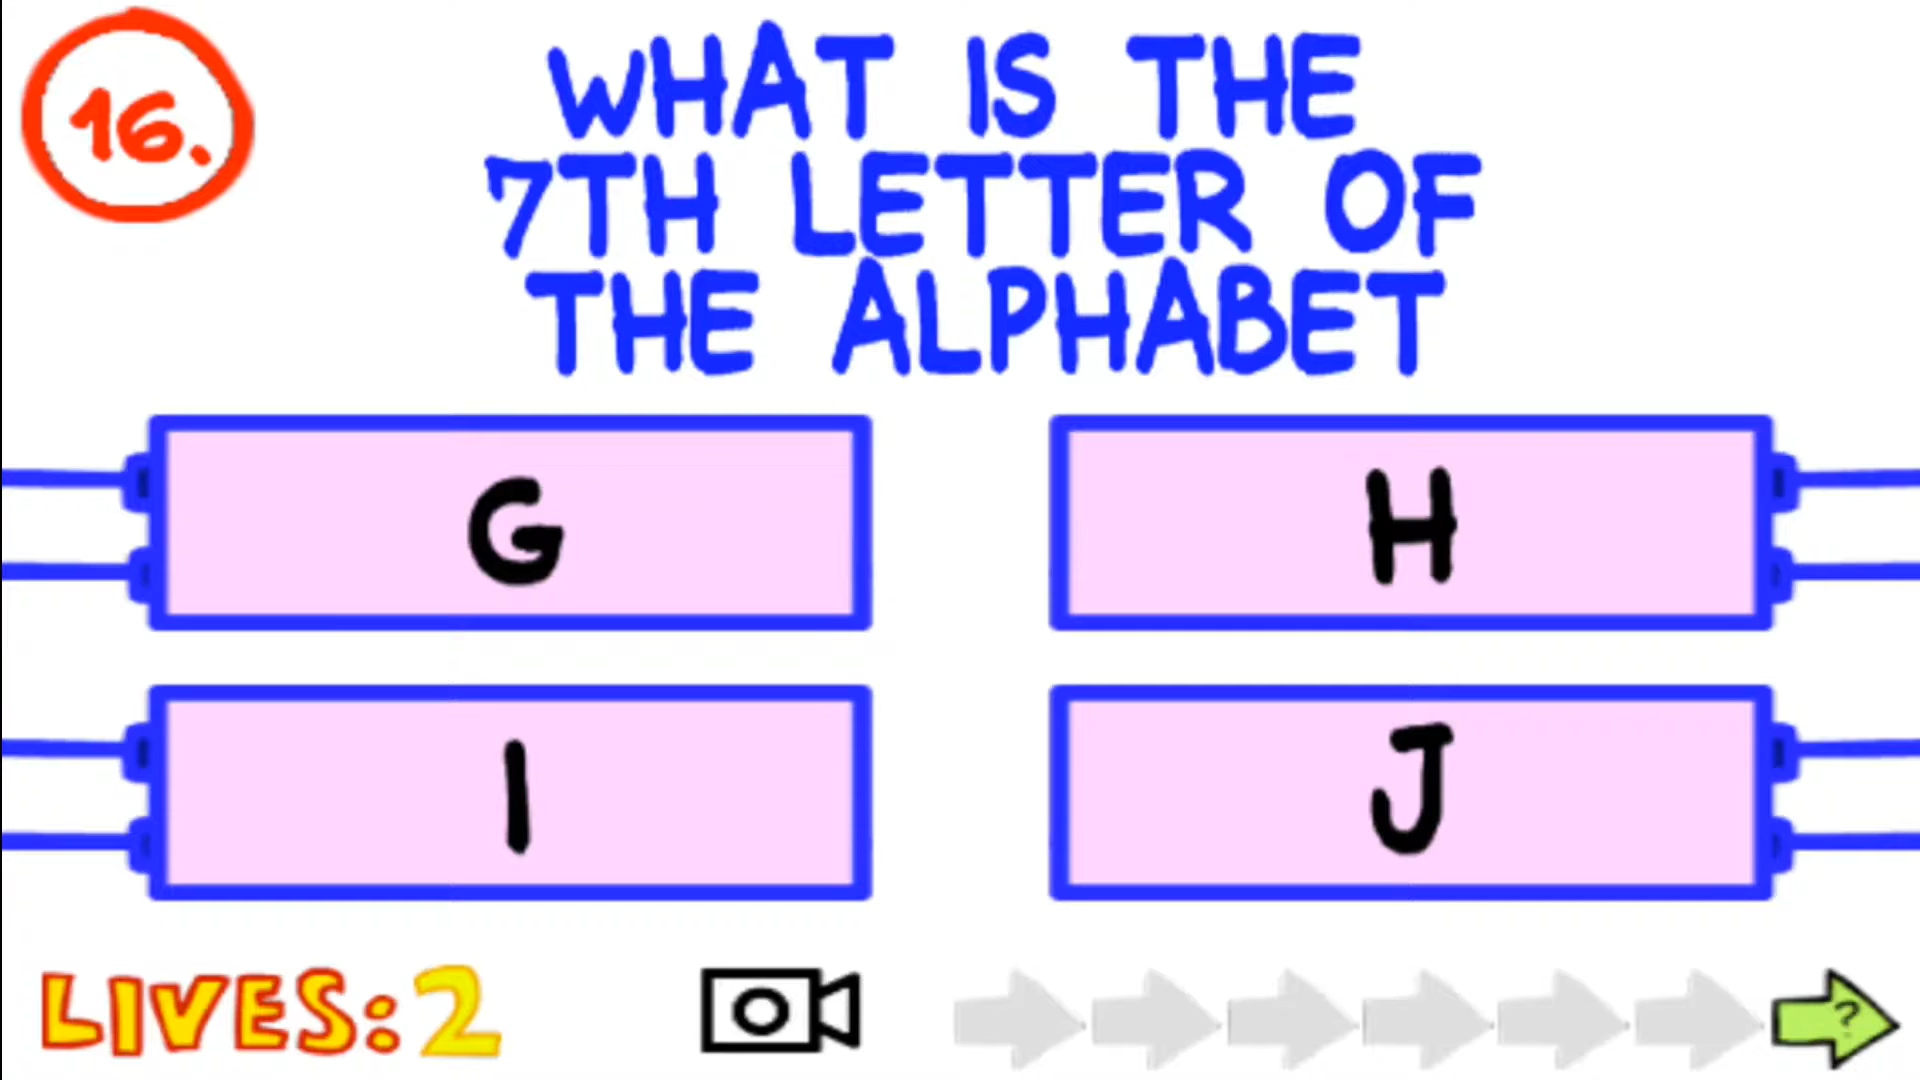 16.
WHAT IS THE
7TH LETTER OF
THE ALPHABET
G
H
I
J
LIVES: 2
?